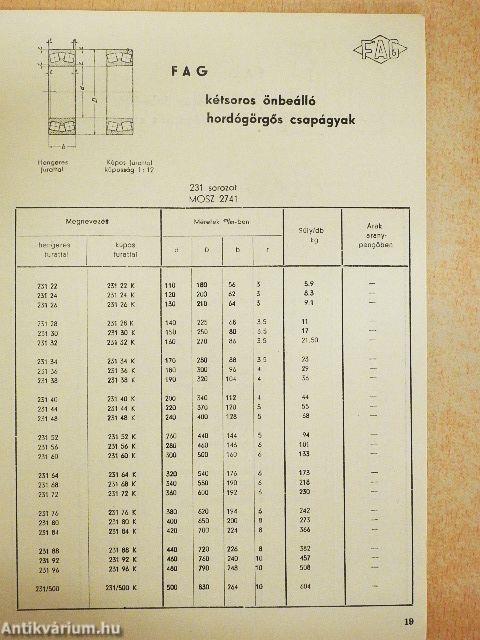 FAG
F A G
kétsoros önbeálló
hordógörgős csapágyak
Hengeres furattal
Kúpos furattal
kúposság 1:12
231 sorozat
MOSZ 2741
Megnevezés Méretek m/m-ban Súly/db kg Árak arany-pengőben
hengeres furattal kúpos furattal d D b r
231 22 231 22 K 110 180 56 3 5.9 —
231 24 231 24 K 120 200 62 3 8.3 —
231 26 231 26 K 130 210 64 3 9.1 —
231 28 231 28 K 140 225 68 3.5 11 —
231 30 231 30 K 150 250 80 3.5 17 —
231 32 231 32 K 160 270 86 3.5 21,50 —
231 34 231 34 K 170 280 88 3.5 23 —
231 36 231 36 K 180 300 96 4 29 —
231 38 231 38 K 190 320 104 4 36 —
231 40 231 40 K 200 340 112 4 44 —
231 44 231 44 K 220 370 120 5 55 —
231 48 231 48 K 240 400 128 5 68 —
231 52 231 52 K 260 440 144 5 94 —
231 56 231 56 K 280 460 146 6 101 —
231 60 231 60 K 300 500 160 6 133 —
231 64 231 64 K 320 540 176 6 173 —
231 68 231 68 K 340 580 190 6 218 —
231 72 231 72 K 360 600 192 6 230 —
231 76 231 76 K 380 620 194 6 242 —
231 80 231 80 K 400 650 200 8 273 —
231 84 231 84 K 420 700 224 8 366 —
231 88 231 88 K 440 720 226 8 382 —
231 92 231 92 K 460 760 240 10 457 —
231 96 231 96 K 480 790 248 10 508 —
231/500 231/500 K 500 830 264 10 604 —
19
Antikvárium.hu